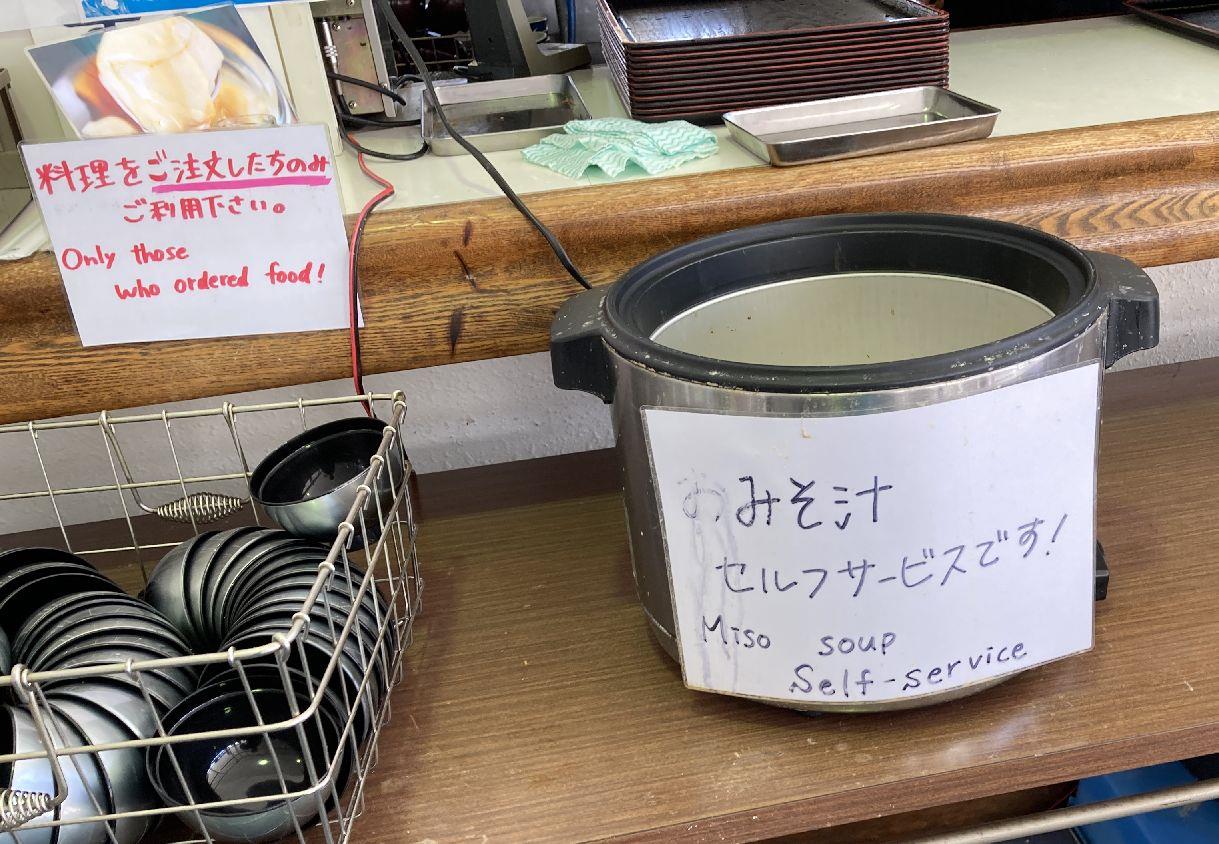 料理をご注文したちのみ
ご利用下さい。
Only those
who ordered food!
おみそ汁
セルフサービスです!
Miso soup
Self-service